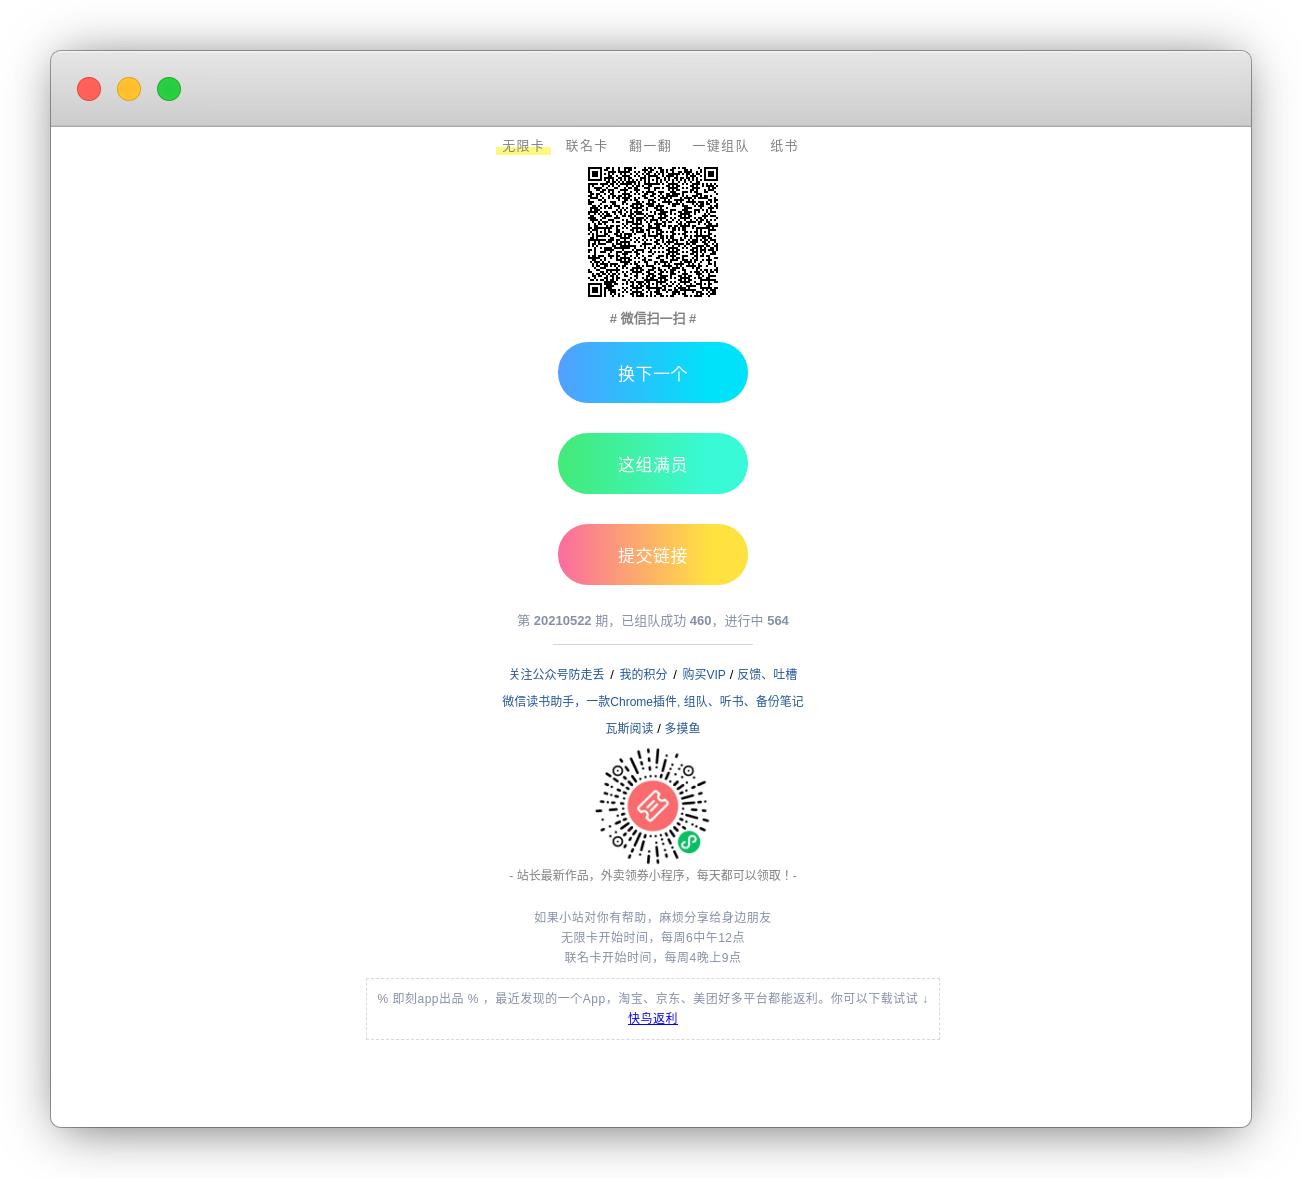 无限卡 联名卡 翻一翻 一键组队 纸书
# 微信扫一扫 #
换下一个
这组满员
提交链接
第 20210522 期，已组队成功 460，进行中 564
关注公众号防走丢 / 我的积分 / 购买VIP / 反馈、吐槽
微信读书助手，一款Chrome插件, 组队、听书、备份笔记
瓦斯阅读 / 多摸鱼
- 站长最新作品，外卖领券小程序，每天都可以领取！-
如果小站对你有帮助，麻烦分享给身边朋友
无限卡开始时间，每周6中午12点
联名卡开始时间，每周4晚上9点
% 即刻app出品 % ，最近发现的一个App，淘宝、京东、美团好多平台都能返利。你可以下载试试 ↓
快鸟返利